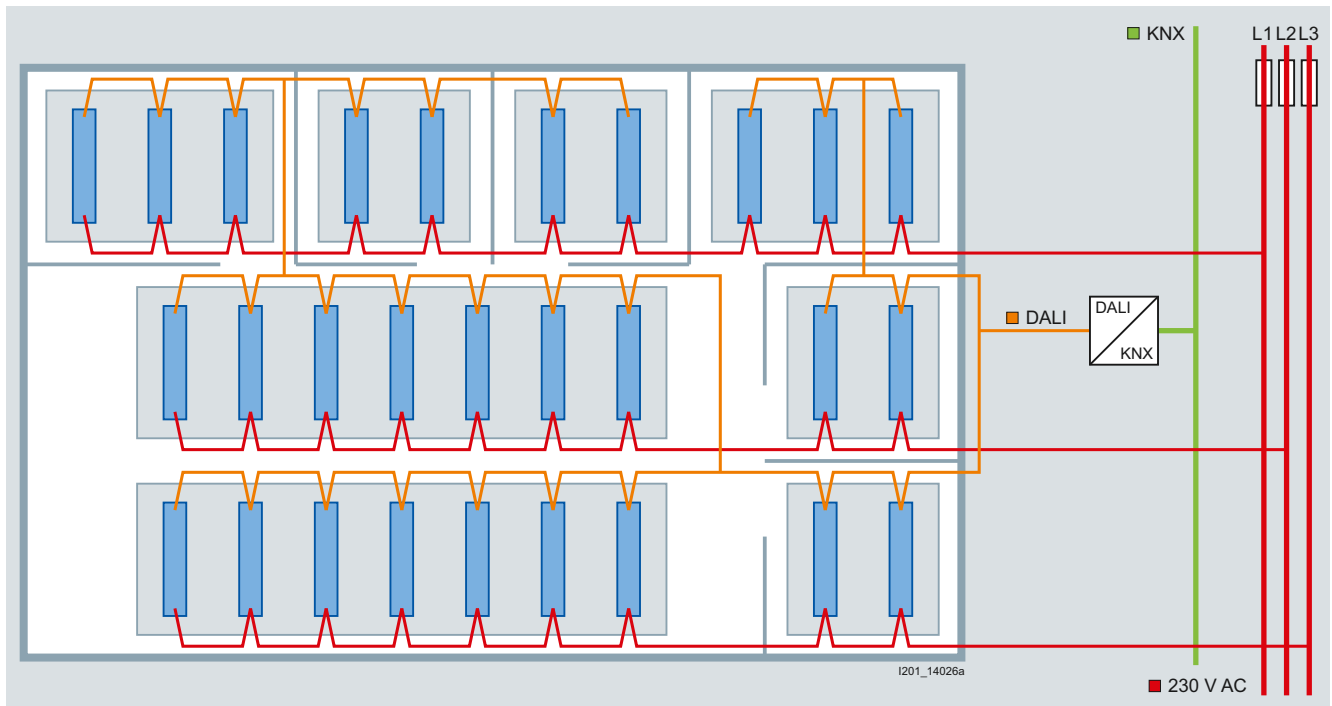 KNX
L1 L2 L3
DALI
DALI
KNX
I201_14026a
230 V AC